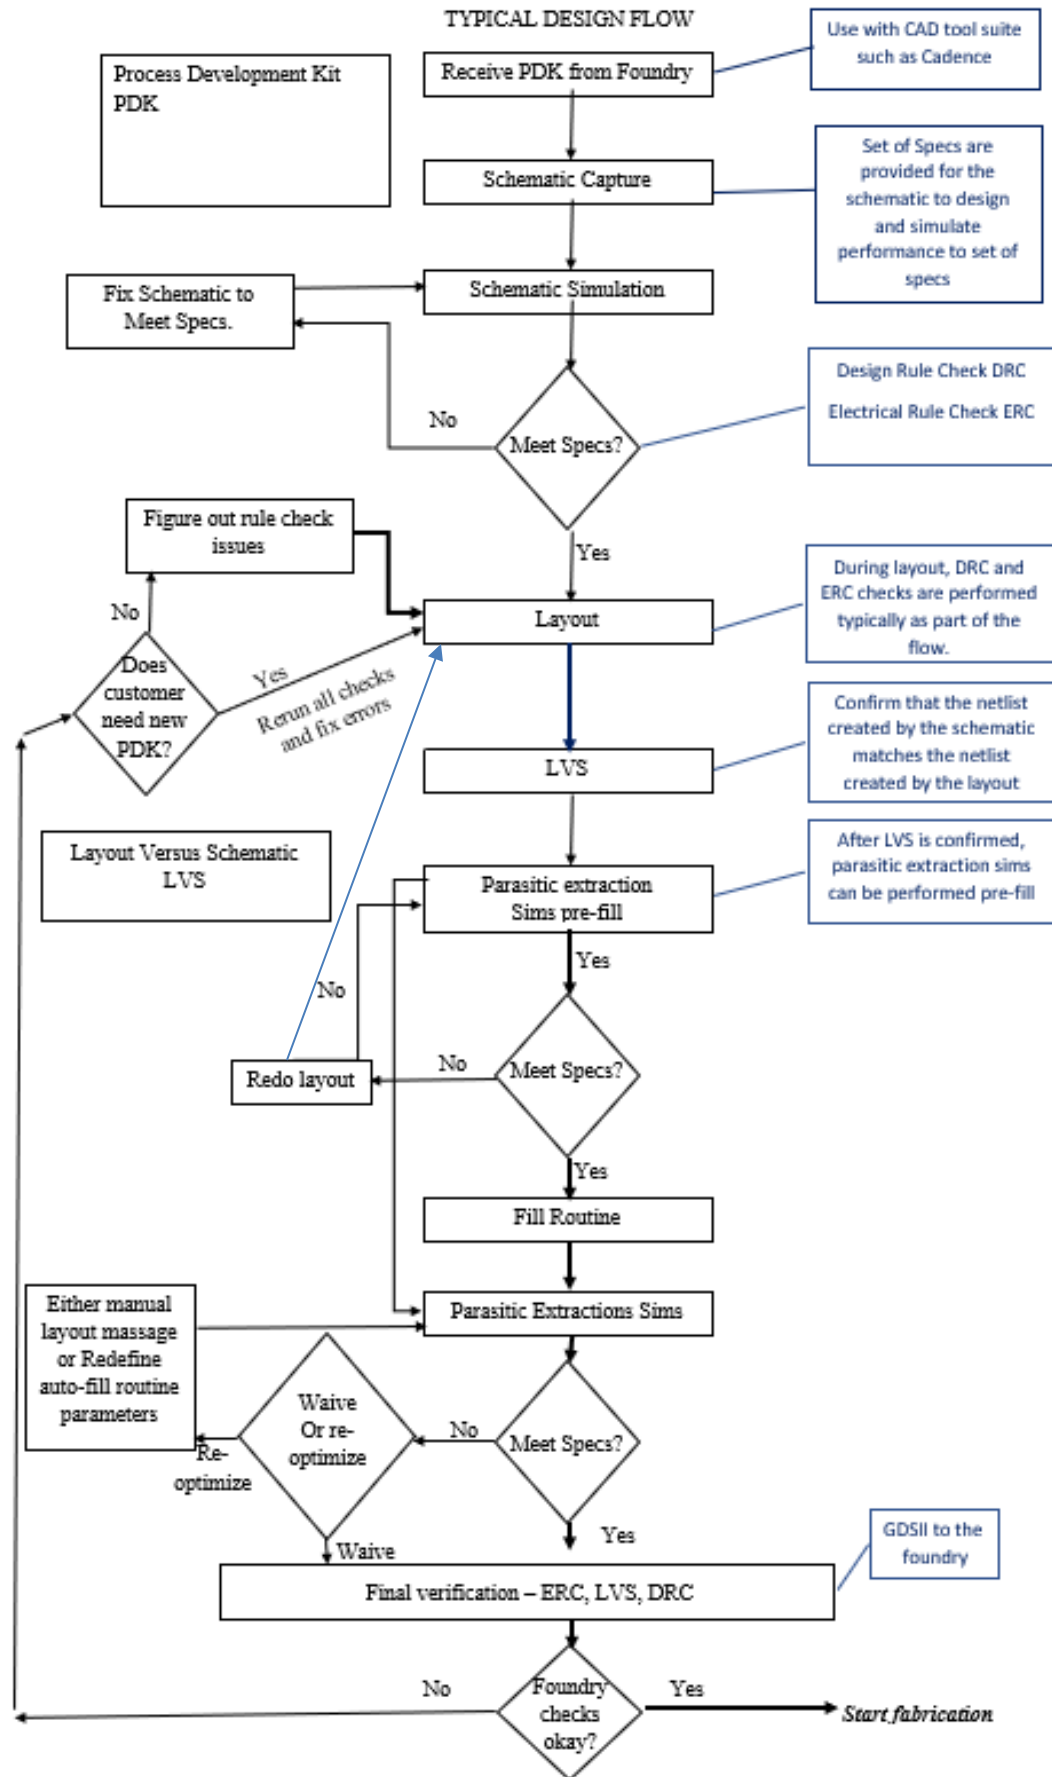 TYPICAL DESIGN FLOW
Use with CAD tool suite
such as Cadence
Process Development Kit
PDK
Receive PDK from Foundry
Set of Specs are
provided for the
schematic to design
and simulate
performance to set of
specs
Schematic Capture
Fix Schematic to
Meet Specs.
Schematic Simulation
Design Rule Check DRC
Electrical Rule Check ERC
No
Meet Specs?
Yes
Figure out rule check
issues
During layout, DRC and
ERC checks are performed
typically as part of the
flow.
No
Layout
Does
customer
need new
PDK?
Yes
Rerun all checks
and fix errors
Confirm that the netlist
created by the schematic
matches the netlist
created by the layout
LVS
Layout Versus Schematic
LVS
After LVS is confirmed,
parasitic extraction sims
can be performed pre-fill
Parasitic extraction
Sims pre-fill
Yes
No
No
Meet Specs?
Redo layout
Yes
Fill Routine
Either manual
layout massage
or Redefine
auto-fill routine
parameters
Parasitic Extractions Sims
Waive
Or re-
optimize
No
Meet Specs?
Re-
optimize
Yes
Waive
GDSII to the
foundry
Final verification – ERC, LVS, DRC
No
Foundry
checks
okay?
Yes
Start fabrication